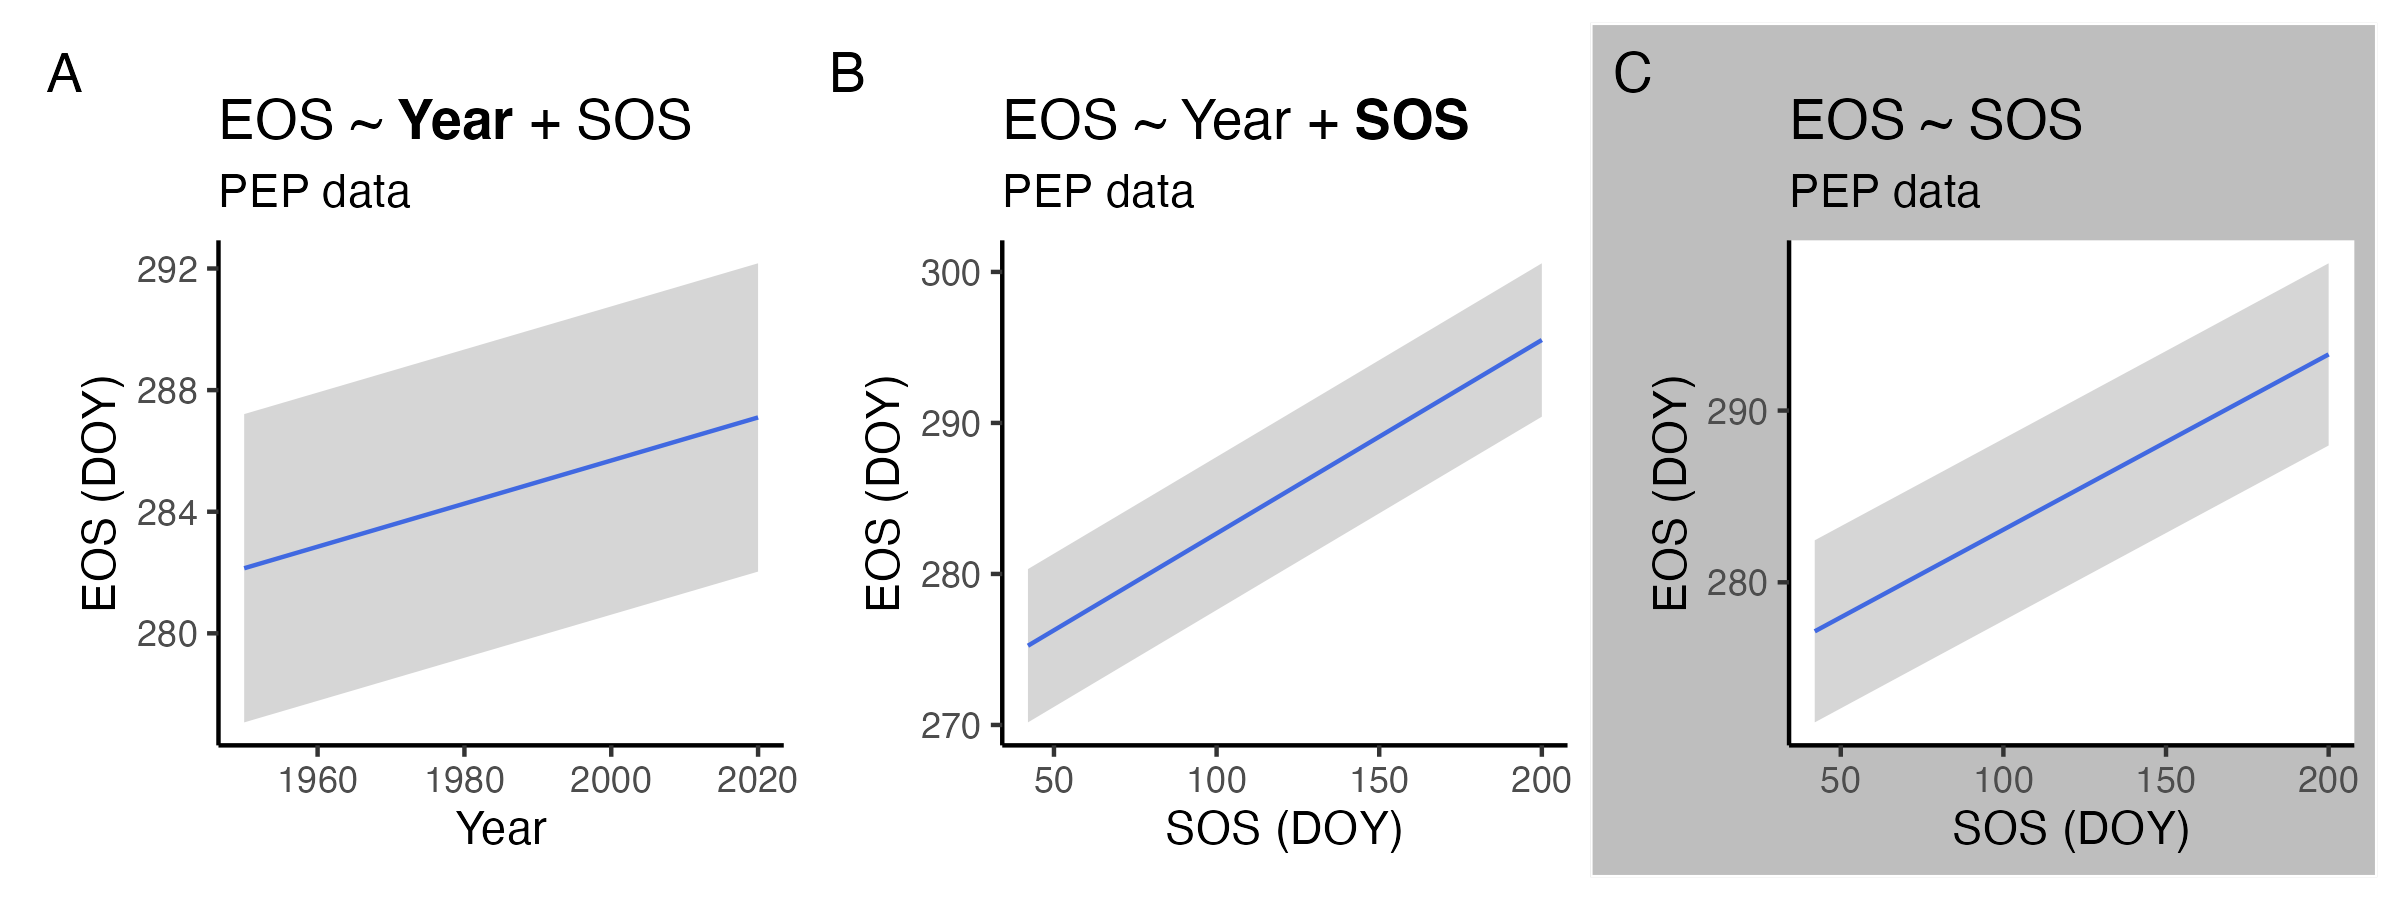 A
EOS ~ Year + SOS
PEP data
292
288
284
280
EOS (DOY)
1960 1980 2000 2020
Year
B
EOS ~ Year + SOS
PEP data
300
290
280
270
EOS (DOY)
50 100 150 200
SOS (DOY)
C
EOS ~ SOS
PEP data
290
280
EOS (DOY)
50 100 150 200
SOS (DOY)